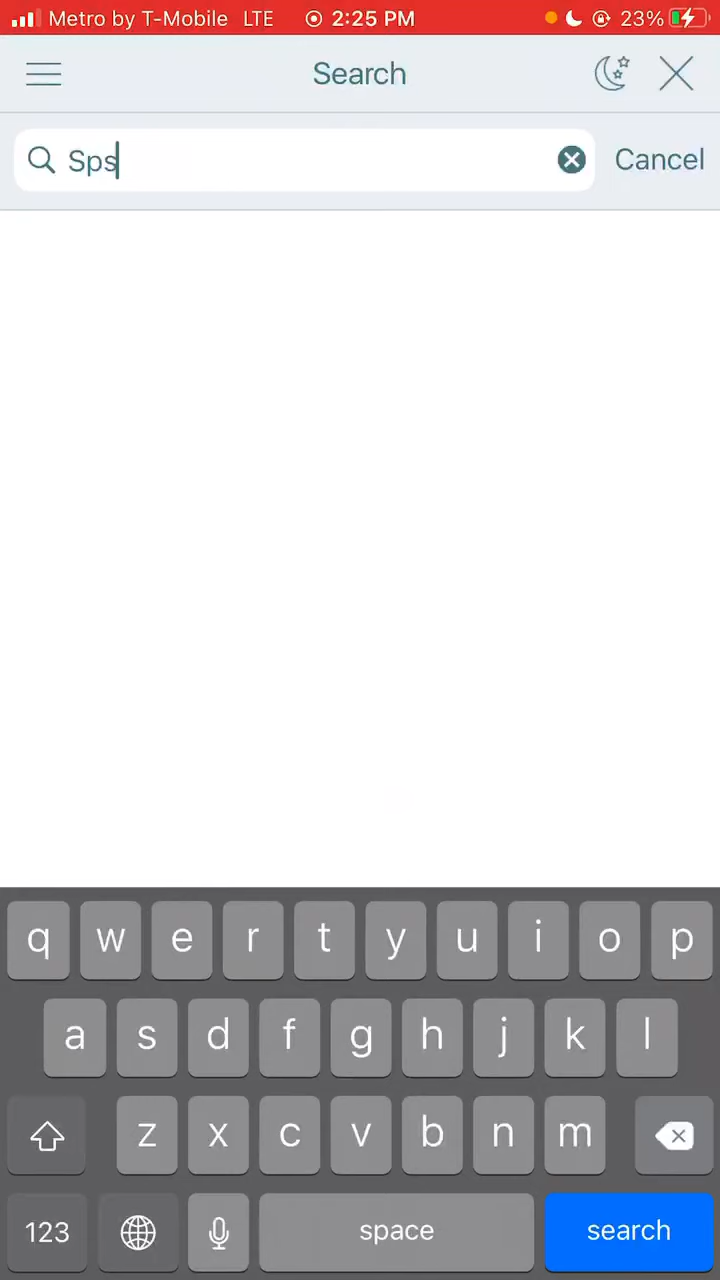 Metro by T-Mobile LTE 2:25 PM 23%
Search
Sps Cancel
q w e r t y u i o p
a s d f g h j k l
z x c v b n m
123 space search